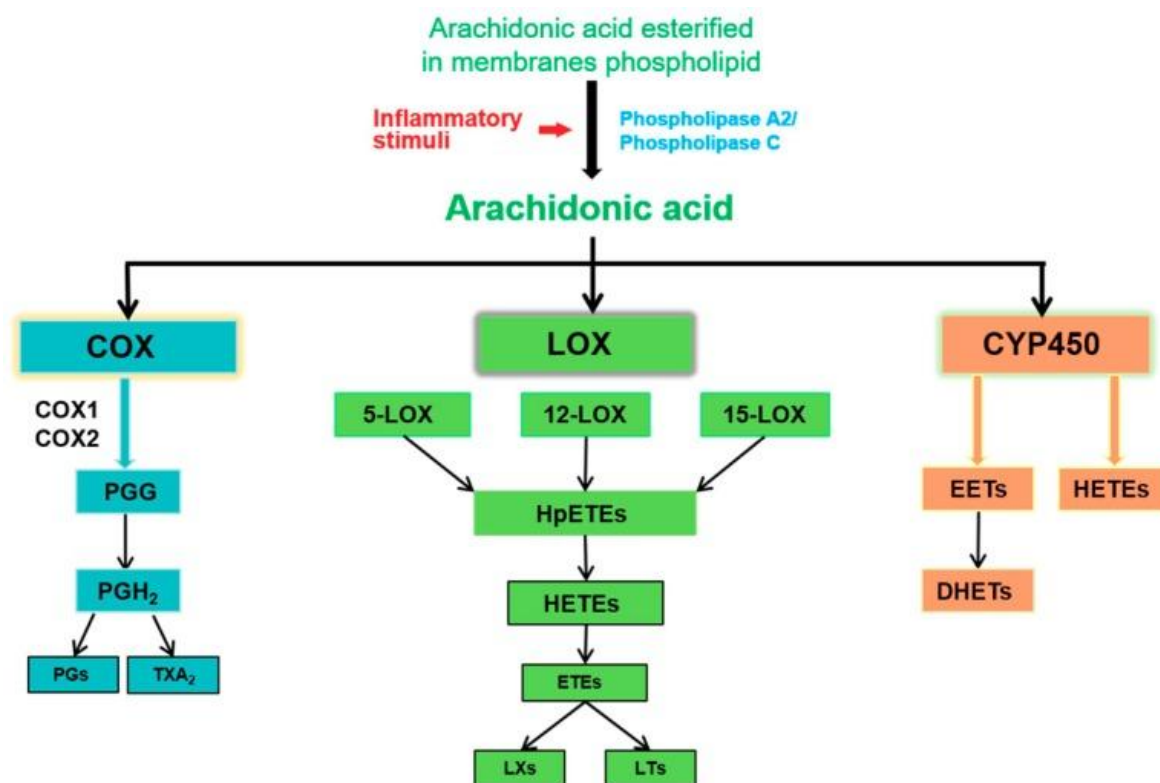 Arachidonic acid esterified
in membranes phospholipid
Inflammatory
stimuli
Phospholipase A2/
Phospholipase C
Arachidonic acid
COX
LOX
CYP450
COX1
COX2
5-LOX
12-LOX
15-LOX
PGG
HpETEs
EETs
HETEs
PGH₂
HETEs
DHETs
PGs
TXA₂
ETEs
LXs
LTs